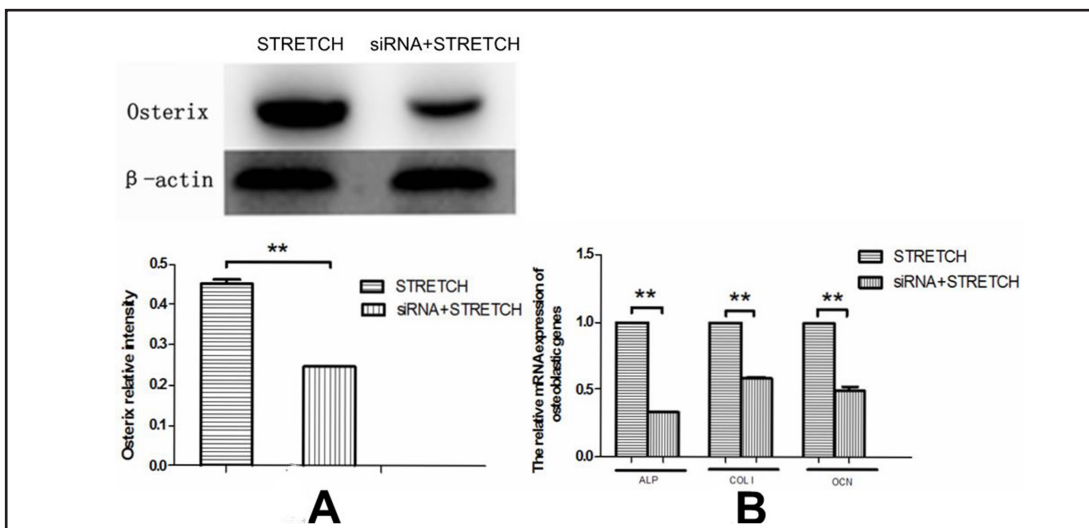 STRETCH siRNA+STRETCH
Osterix
β-actin
**
0.5
0.4
0.3
0.2
0.1
0.0
Osterix relative intensity
STRETCH
siRNA+STRETCH
A
1.5
1.0
0.5
0.0
The relative mRNA expression of
osteoblastic genes
STRETCH
siRNA+STRETCH
** ** **
ALP COL I OCN
B